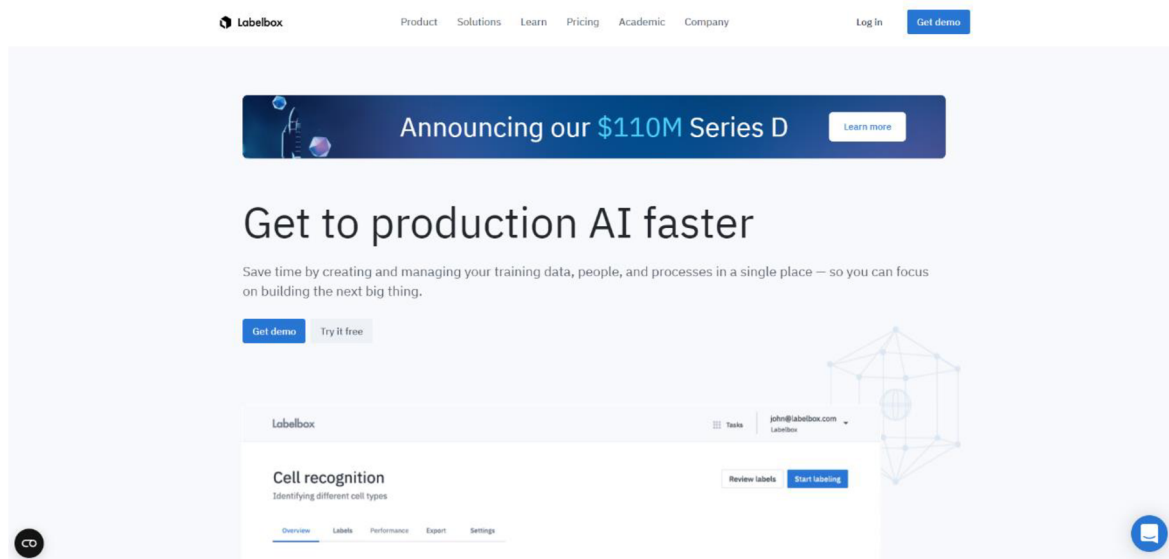 Labelbox
Product Solutions Learn Pricing Academic Company
Log in
Get demo
Announcing our $110M Series D
Learn more
Get to production AI faster
Save time by creating and managing your training data, people, and processes in a single place — so you can focus
on building the next big thing.
Get demo
Try it free
Labelbox
Tasks
john@labelbox.com
LabelBox
Cell recognition
Identifying different cell types
Review labels
Start labeling
Overview Labels Performance Export Settings